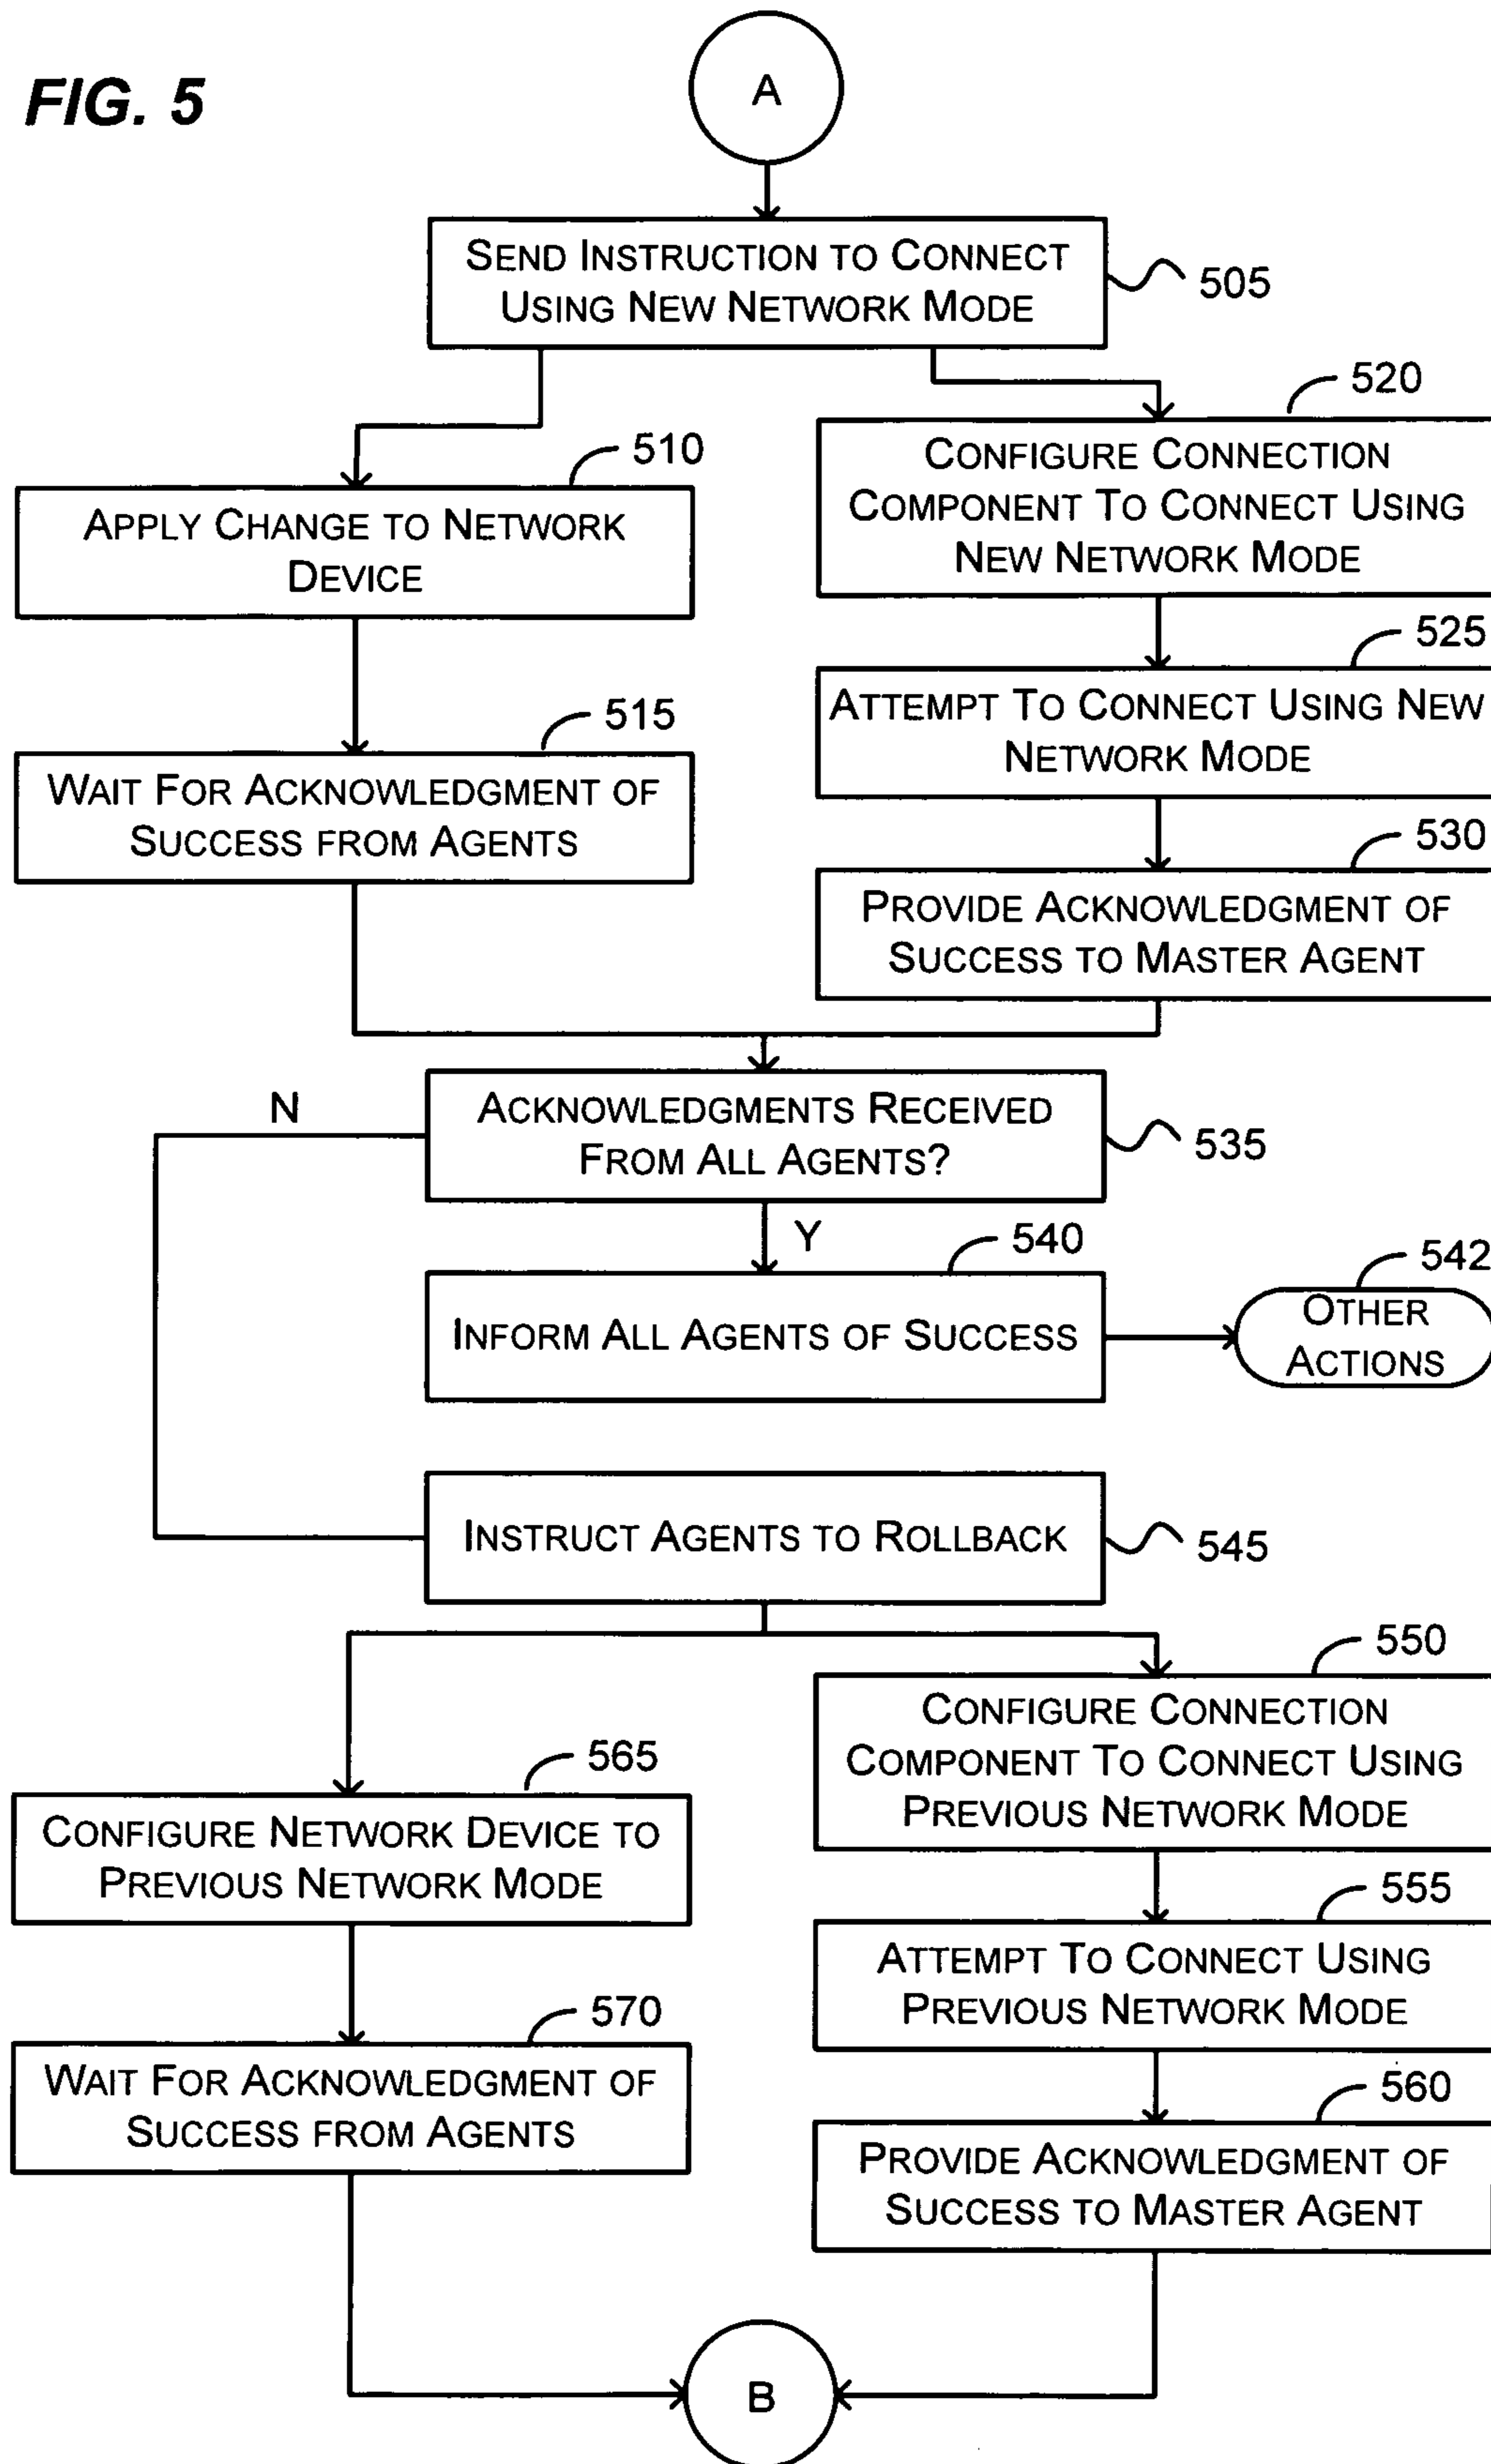 FIG. 5
A
SEND INSTRUCTION TO CONNECT
USING NEW NETWORK MODE
505
520
CONFIGURE CONNECTION
COMPONENT TO CONNECT USING
NEW NETWORK MODE
510
APPLY CHANGE TO NETWORK
DEVICE
525
ATTEMPT TO CONNECT USING NEW
NETWORK MODE
515
WAIT FOR ACKNOWLEDGMENT OF
SUCCESS FROM AGENTS
530
PROVIDE ACKNOWLEDGMENT OF
SUCCESS TO MASTER AGENT
N
ACKNOWLEDGMENTS RECEIVED
FROM ALL AGENTS?
535
Y
540
INFORM ALL AGENTS OF SUCCESS
542
OTHER
ACTIONS
INSTRUCT AGENTS TO ROLLBACK
545
550
CONFIGURE CONNECTION
COMPONENT TO CONNECT USING
PREVIOUS NETWORK MODE
565
CONFIGURE NETWORK DEVICE TO
PREVIOUS NETWORK MODE
555
ATTEMPT TO CONNECT USING
PREVIOUS NETWORK MODE
570
WAIT FOR ACKNOWLEDGMENT OF
SUCCESS FROM AGENTS
560
PROVIDE ACKNOWLEDGMENT OF
SUCCESS TO MASTER AGENT
B